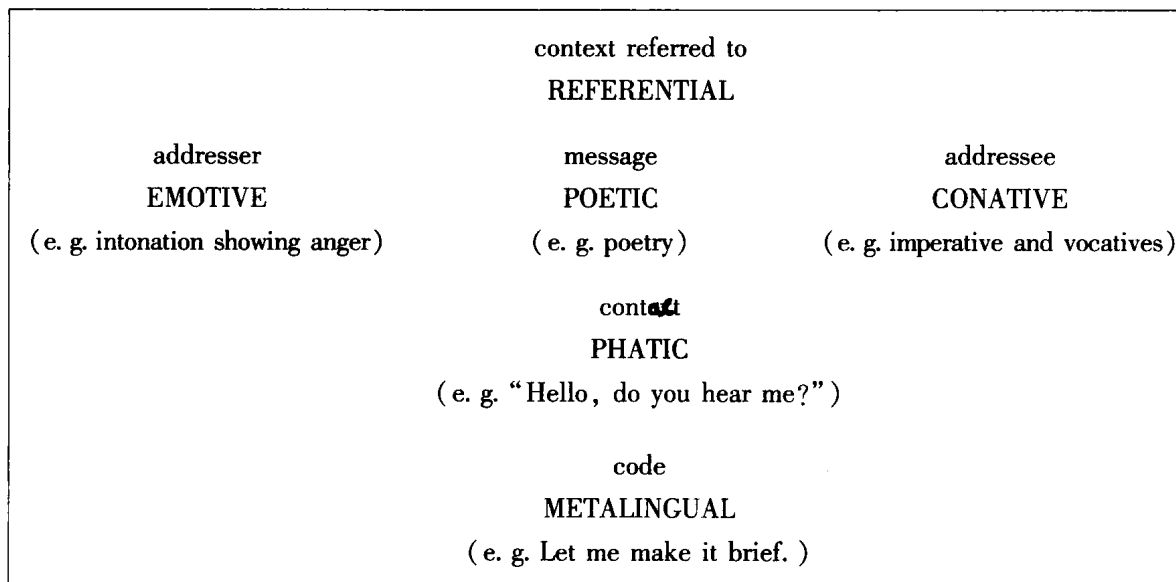 context referred to
REFERENTIAL
addresser message addressee
EMOTIVE POETIC CONATIVE
(e. g. intonation showing anger) (e. g. poetry) (e. g. imperative and vocatives)
contact
PHATIC
(e. g. “Hello, do you hear me?”)
code
METALINGUAL
(e. g. Let me make it brief.)